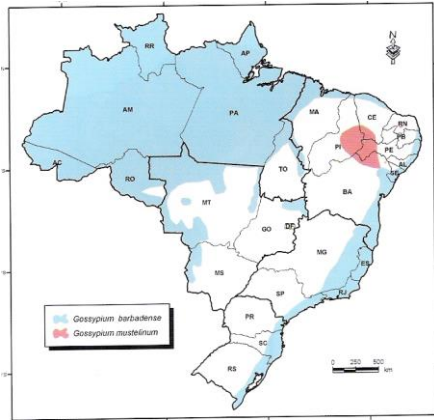 N
RR
AP
AM
PA
MA
CE
RN
PB
PE
AL
SE
PI
AC
RO
TO
BA
MT
GO
DF
MG
MS
ES
RJ
SP
PR
SC
RS
Gossypium barbadense
Gossypium mustelinum
0 250 500
km